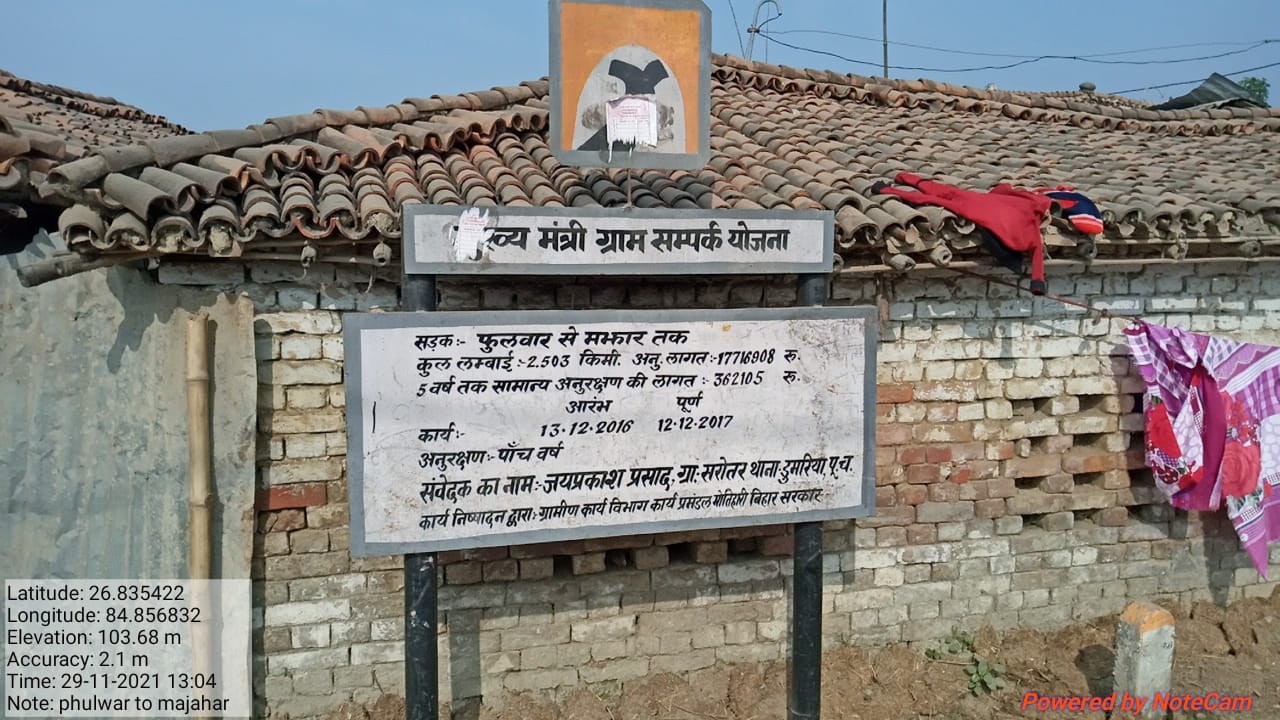 मंत्री ग्राम सम्पर्क योजना
सड़क:- फुलवार से मझार तक
कुल लम्बाई :- 2.503 किमी. अनु. लागत :-17716908 रु.
5 वर्ष तक सामान्य अनुरक्षण की लागत :- 362105 रु.
आरंभ पूर्ण
कार्य:- 13.12.2016 12.12.2017
अनुरक्षण:- पाँच वर्ष
संवेदक का नाम:- जयप्रकाश प्रसाद, ग्रा. सरोतर थाना-डुमरिया, पू.च.
कार्य निष्पादन द्वारा:- ग्रामीण कार्य विभाग कार्य प्रमंडल मोतिहारी बिहार सरकार
Latitude: 26.835422
Longitude: 84.856832
Elevation: 103.68 m
Accuracy: 2.1 m
Time: 29-11-2021 13:04
Note: phulwar to majahar
Powered by NoteCam